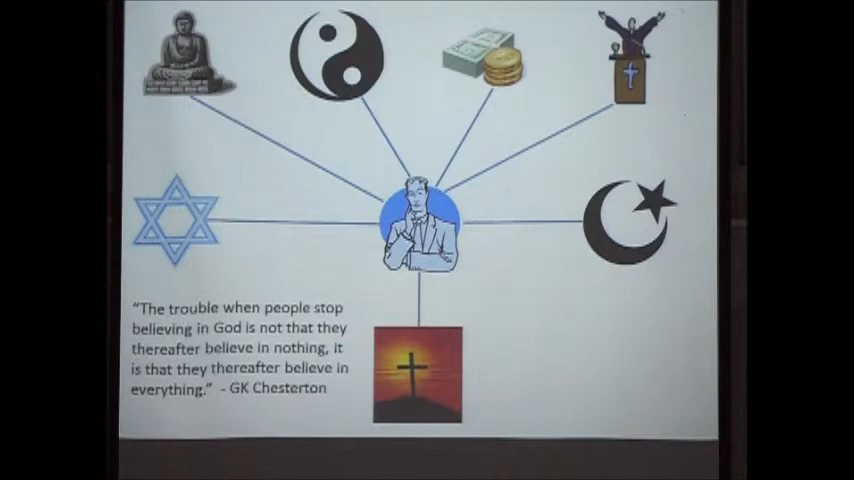 “The trouble when people stop
believing in God is not that they
thereafter believe in nothing, it
is that they thereafter believe in
everything.”  - GK Chesterton